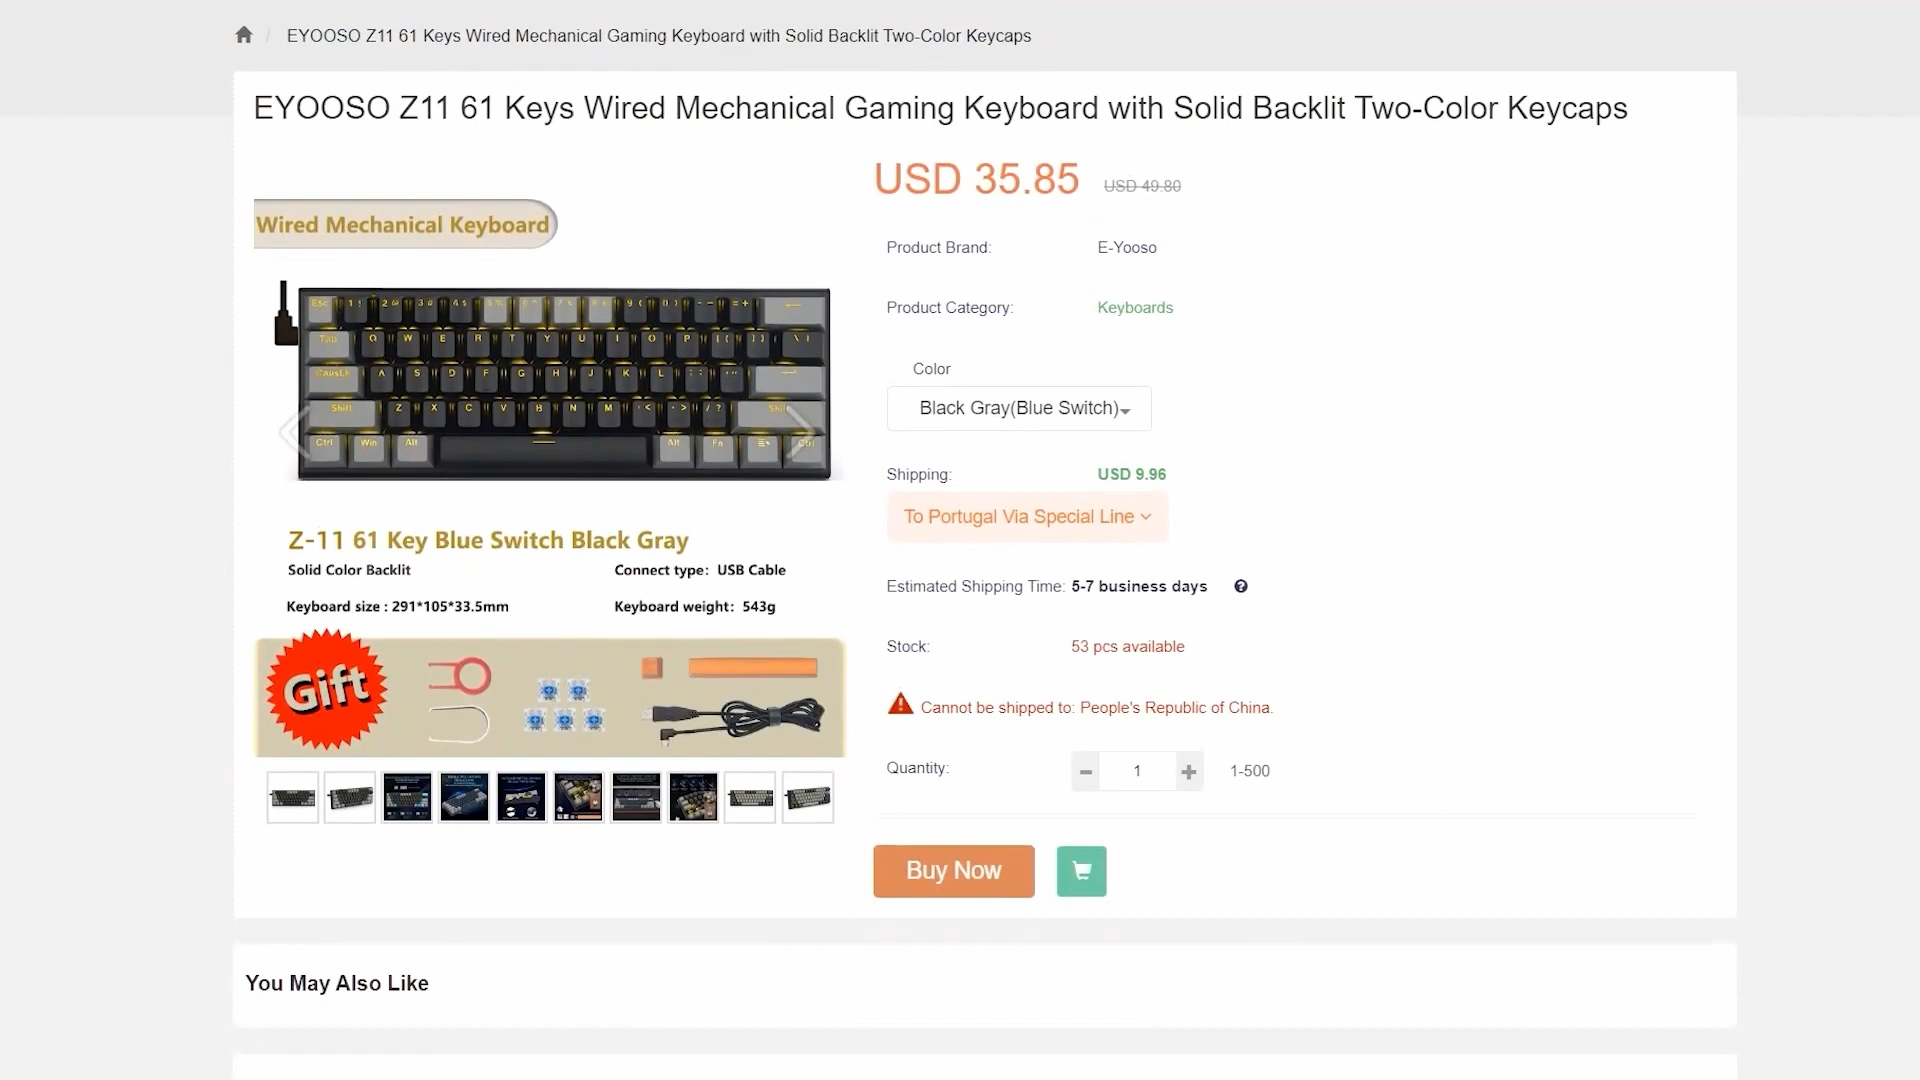 EYOOSO Z11 61 Keys Wired Mechanical Gaming Keyboard with Solid Backlit Two-Color Keycaps
EYOOSO Z11 61 Keys Wired Mechanical Gaming Keyboard with Solid Backlit Two-Color Keycaps
USD 35.85 USD 49.80
Wired Mechanical Keyboard
Product Brand: E-Yooso
Product Category: Keyboards
Color
Black Gray(Blue Switch)
Shipping: USD 9.96
To Portugal Via Special Line
Estimated Shipping Time: 5-7 business days
Stock: 53 pcs available
Cannot be shipped to: People's Republic of China.
Quantity: 1 1-500
Buy Now
Esc
Tab Q W E R T Y U I O P
CapsLk A S D F G H J K L
Shift Z X C V B N M
Ctrl Win Alt Alt Fn Ctrl
Z-11 61 Key Blue Switch Black Gray
Solid Color Backlit Connect type: USB Cable
Keyboard size : 291*105*33.5mm Keyboard weight: 543g
Gift
You May Also Like